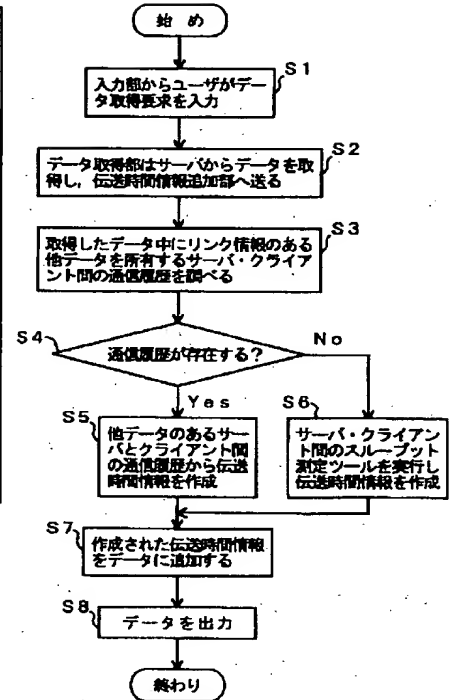 始め
S1
入力部からユーザがデー
タ取得要求を入力
S2
データ取得部はサーバからデータを取
得し,伝送時間情報追加部へ送る
S3
取得したデータ中にリンク情報のある
他データを所有するサーバ・クライア
ント間の通信履歴を調べる
S4
通信履歴が存在する?
No
Yes
S5
他データのあるサー
バとクライアント間
の通信履歴から伝送
時間情報を作成
S6
サーバ・クライアン
ト間のスループット
測定ツールを実行し
伝送時間情報を作成
S7
作成された伝送時間情報
をデータに追加する
S8
データを出力
終わり